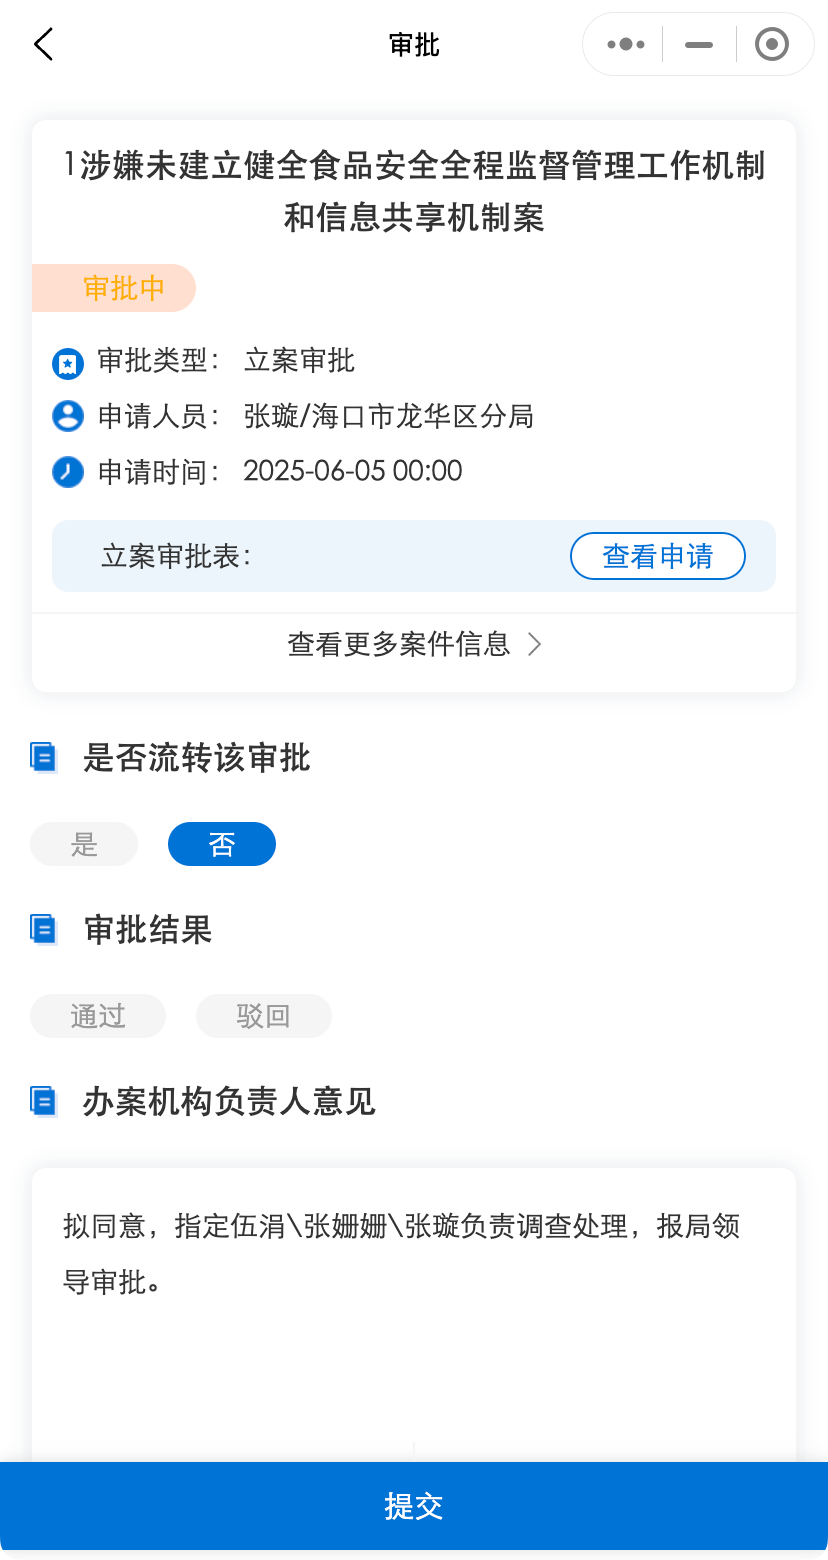 审批
1涉嫌未建立健全食品安全全程监督管理工作机制
和信息共享机制案
审批中
审批类型： 立案审批
申请人员： 张璇/海口市龙华区分局
申请时间： 2025-06-05 00:00
立案审批表： 查看申请
查看更多案件信息
是否流转该审批
是 否
审批结果
通过 驳回
办案机构负责人意见
拟同意，指定伍涓\张姗姗\张璇负责调查处理，报局领
导审批。
提交